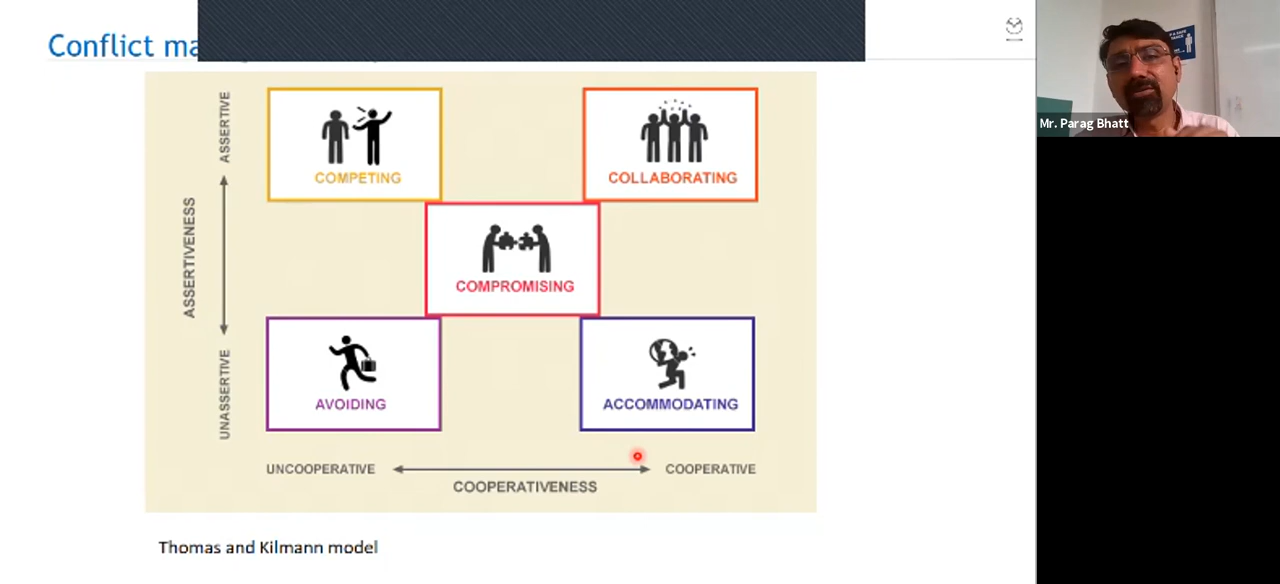 Conflict ma
ASSERTIVE
COMPETING
COLLABORATING
ASSERTIVENESS
COMPROMISING
UNASSERTIVE
AVOIDING
ACCOMMODATING
UNCOOPERATIVE
COOPERATIVE
COOPERATIVENESS
Thomas and Kilmann model
Mr. Parag Bhatt